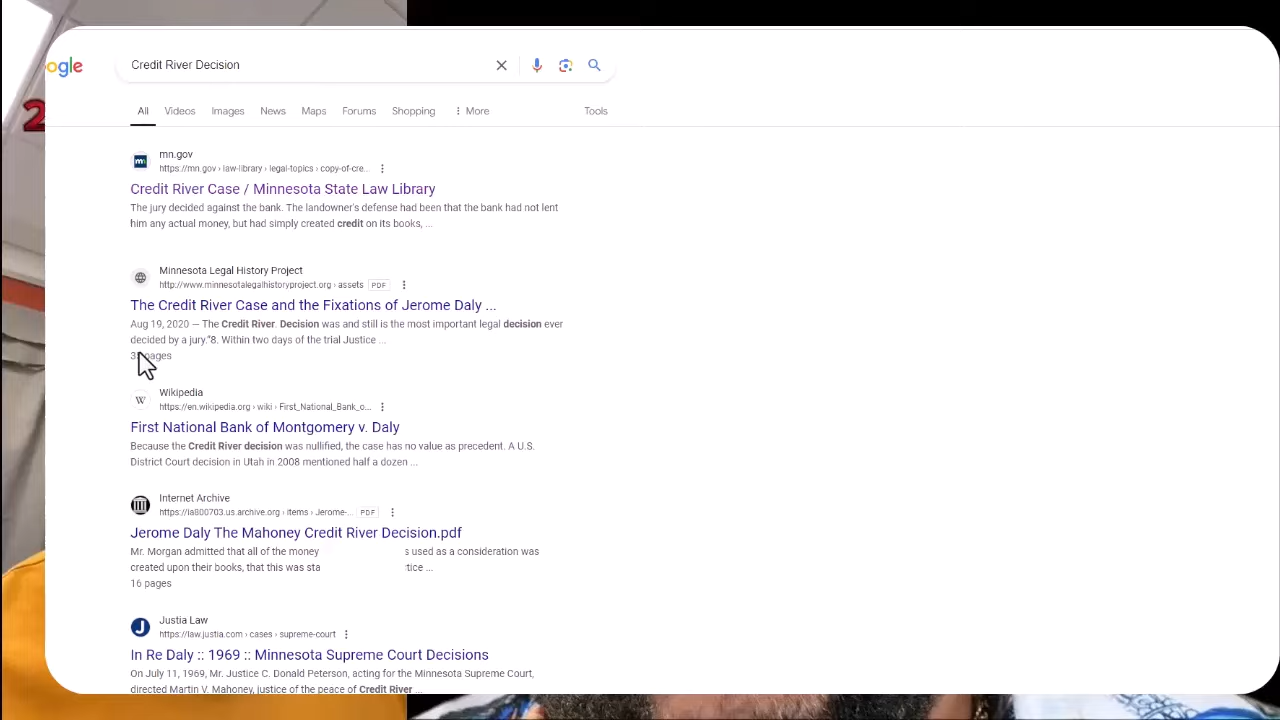 2
ogle
Credit River Decision
All Videos Images News Maps Forums Shopping More Tools
mn.gov
https://mn.gov › law-library › legal-topics › copy-of-cre...
Credit River Case / Minnesota State Law Library
The jury decided against the bank. The landowner's defense had been that the bank had not lent
him any actual money, but had simply created credit on its books, ...
Minnesota Legal History Project
http://www.minnesotalegalhistoryproject.org › assets PDF
The Credit River Case and the Fixations of Jerome Daly ...
Aug 19, 2020 — The Credit River. Decision was and still is the most important legal decision ever
decided by a jury."8. Within two days of the trial Justice ...
pages
W
Wikipedia
https://en.wikipedia.org › wiki › First_National_Bank_o...
First National Bank of Montgomery v. Daly
Because the Credit River decision was nullified, the case has no value as precedent. A U.S.
District Court decision in Utah in 2008 mentioned half a dozen ...
Internet Archive
https://ia800703.us.archive.org › items › Jerome-... PDF
Jerome Daly The Mahoney Credit River Decision.pdf
Mr. Morgan admitted that all of the money s used as a consideration was
created upon their books, that this was sta tice ...
16 pages
J
Justia Law
https://law.justia.com › cases › supreme-court
In Re Daly :: 1969 :: Minnesota Supreme Court Decisions
On July 11, 1969, Mr. Justice C. Donald Peterson, acting for the Minnesota Supreme Court,
directed Martin V. Mahoney, justice of the peace of Credit River ...